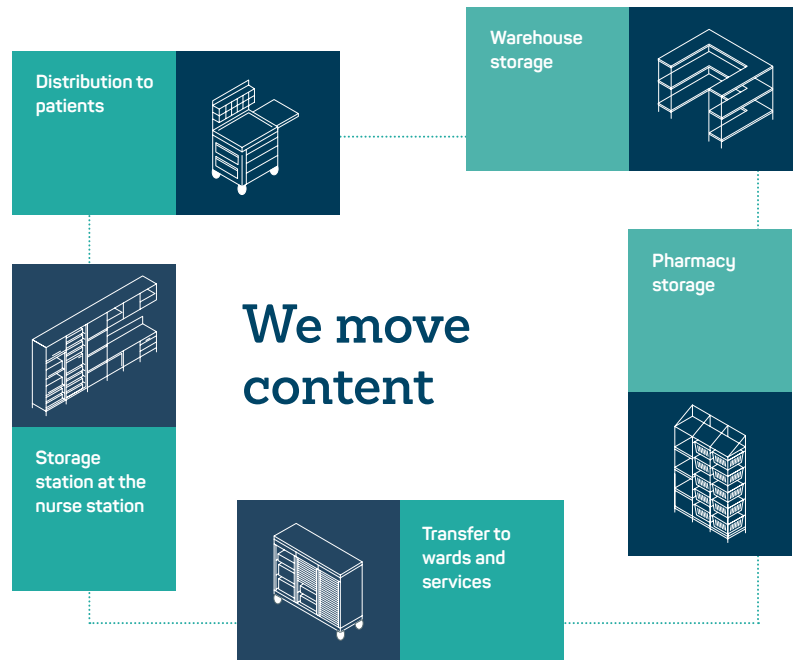 Distribution to
patients
Warehouse
storage
Pharmacy
storage
We move
content
Storage
station at the
nurse station
Transfer to
wards and
services